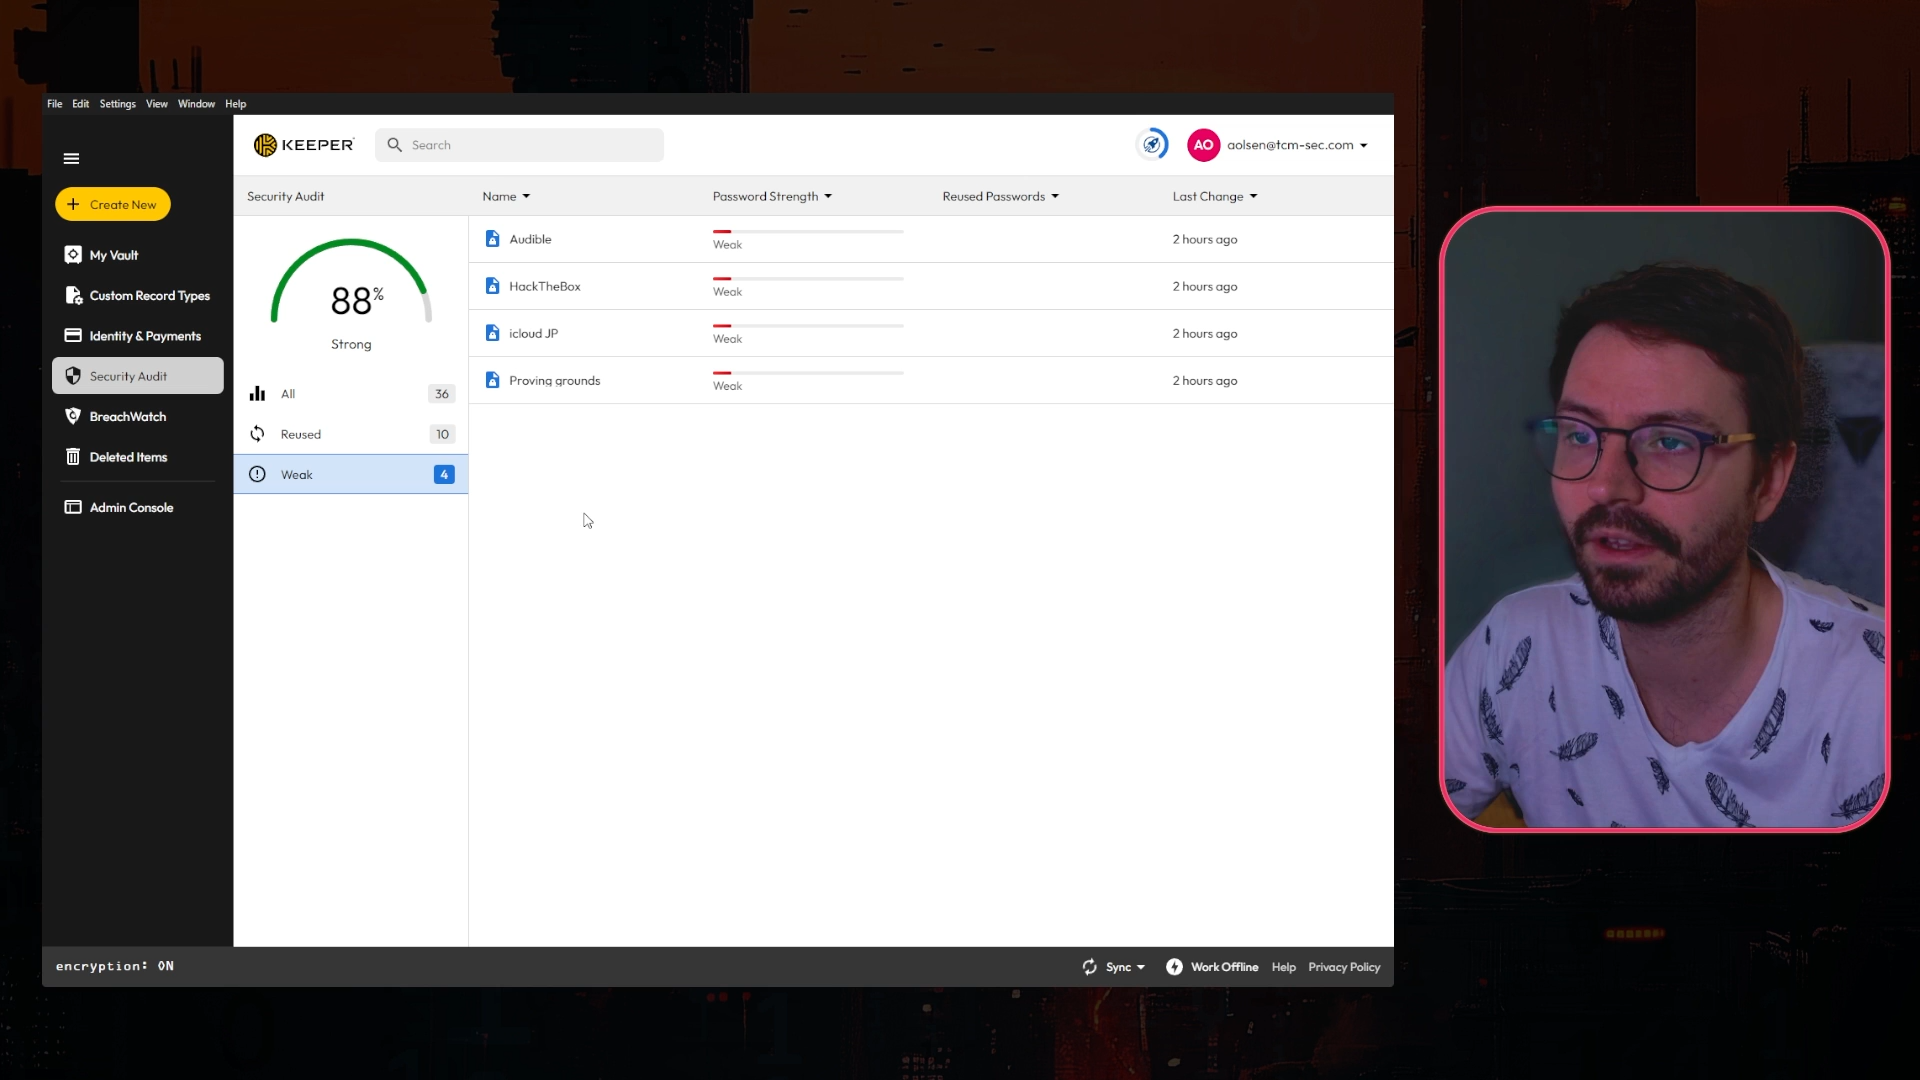 File Edit Settings View Window Help
KEEPER
Search
AO aolsen@tcm-sec.com
Create New
My Vault
Custom Record Types
Identity & Payments
Security Audit
BreachWatch
Deleted Items
Admin Console
Security Audit Name Password Strength Reused Passwords Last Change
88%
Strong
All 36
Reused 10
Weak 4
Audible Weak 2 hours ago
HackTheBox Weak 2 hours ago
icloud JP Weak 2 hours ago
Proving grounds Weak 2 hours ago
encryption: ON
Sync Work Offline Help Privacy Policy